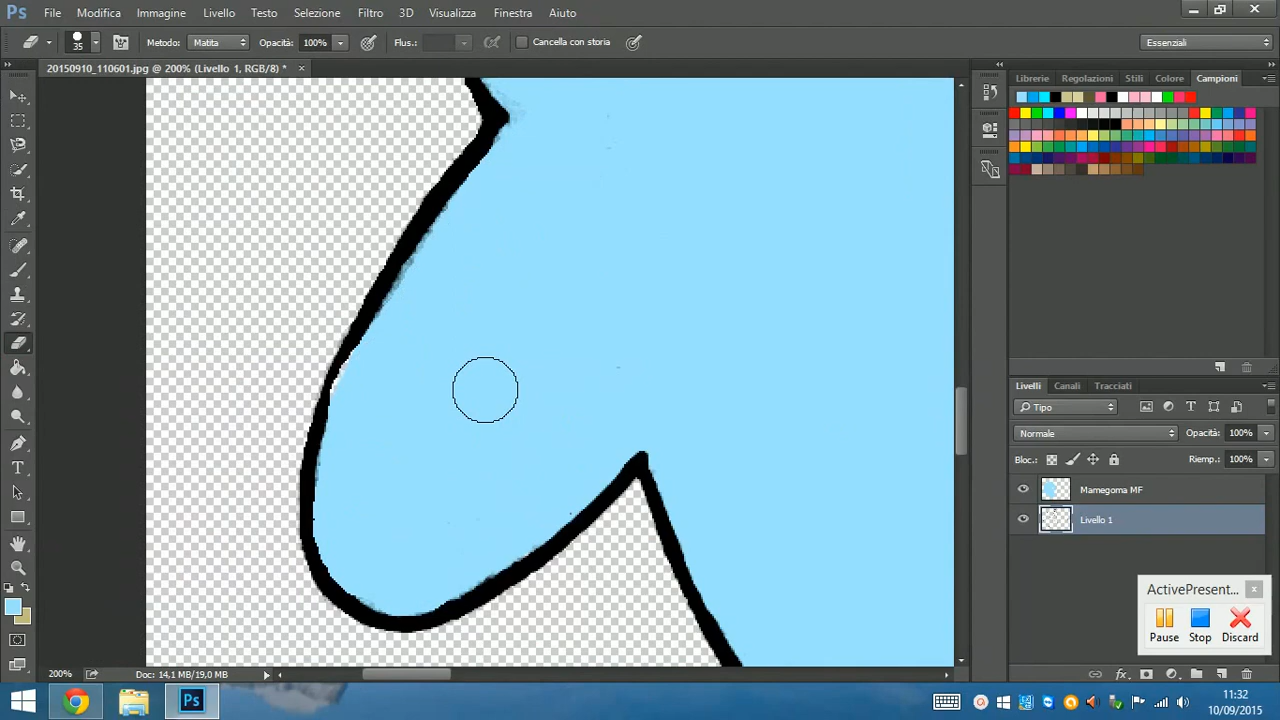 Ps File Modifica Immagine Livello Testo Selezione Filtro 3D Visualizza Finestra Aiuto
35 Metodo: Matita Opacità: 100% Flus.: Cancella con storia Essenziali
20150910_110601.jpg @ 200% (Livello 1, RGB/8) *
Librerie Regolazioni Stili Colore Campioni
Livelli Canali Tracciati
Tipo
Normale Opacità: 100%
Bloc.: Riemp.: 100%
Mamegoma MF
Livello 1
ActivePresent...
Pause Stop Discard
200% Doc: 14,1 MB/19,0 MB
Ps
11:32
10/09/2015